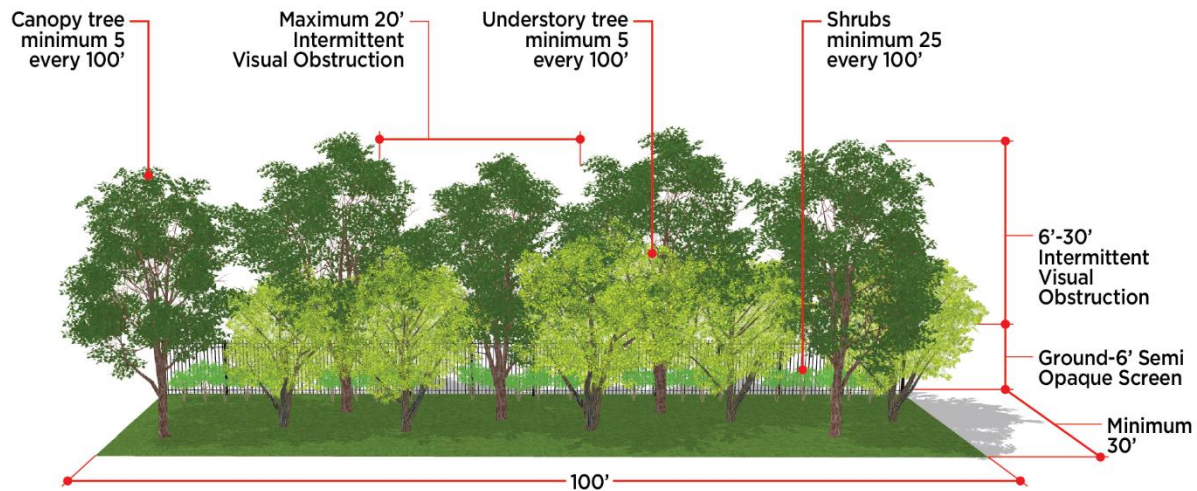 Canopy tree
minimum 5
every 100’
Maximum 20’
Intermittent
Visual Obstruction
Understory tree
minimum 5
every 100’
Shrubs
minimum 25
every 100’
6’-30’
Intermittent
Visual
Obstruction
Ground-6’ Semi
Opaque Screen
Minimum
30’
100’